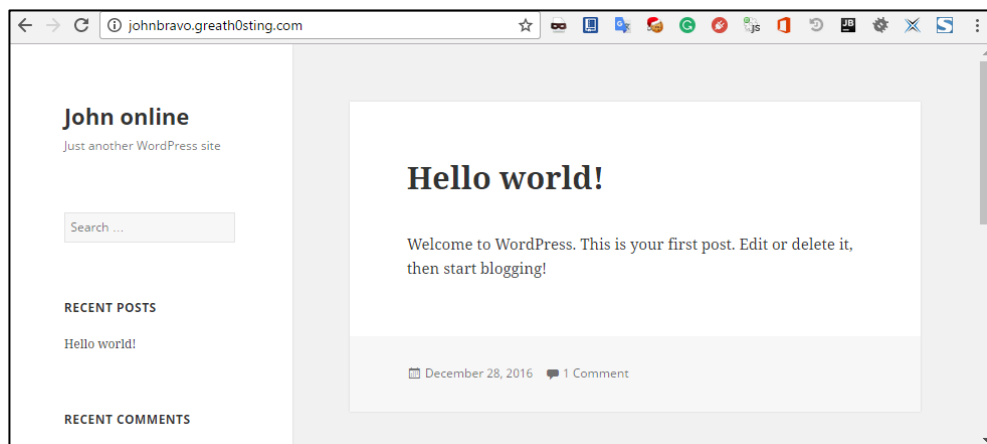 johnbravo.greath0sting.com
John online
Just another WordPress site
Search ...
RECENT POSTS
Hello world!
RECENT COMMENTS
Hello world!
Welcome to WordPress. This is your first post. Edit or delete it,
then start blogging!
December 28, 2016 1 Comment